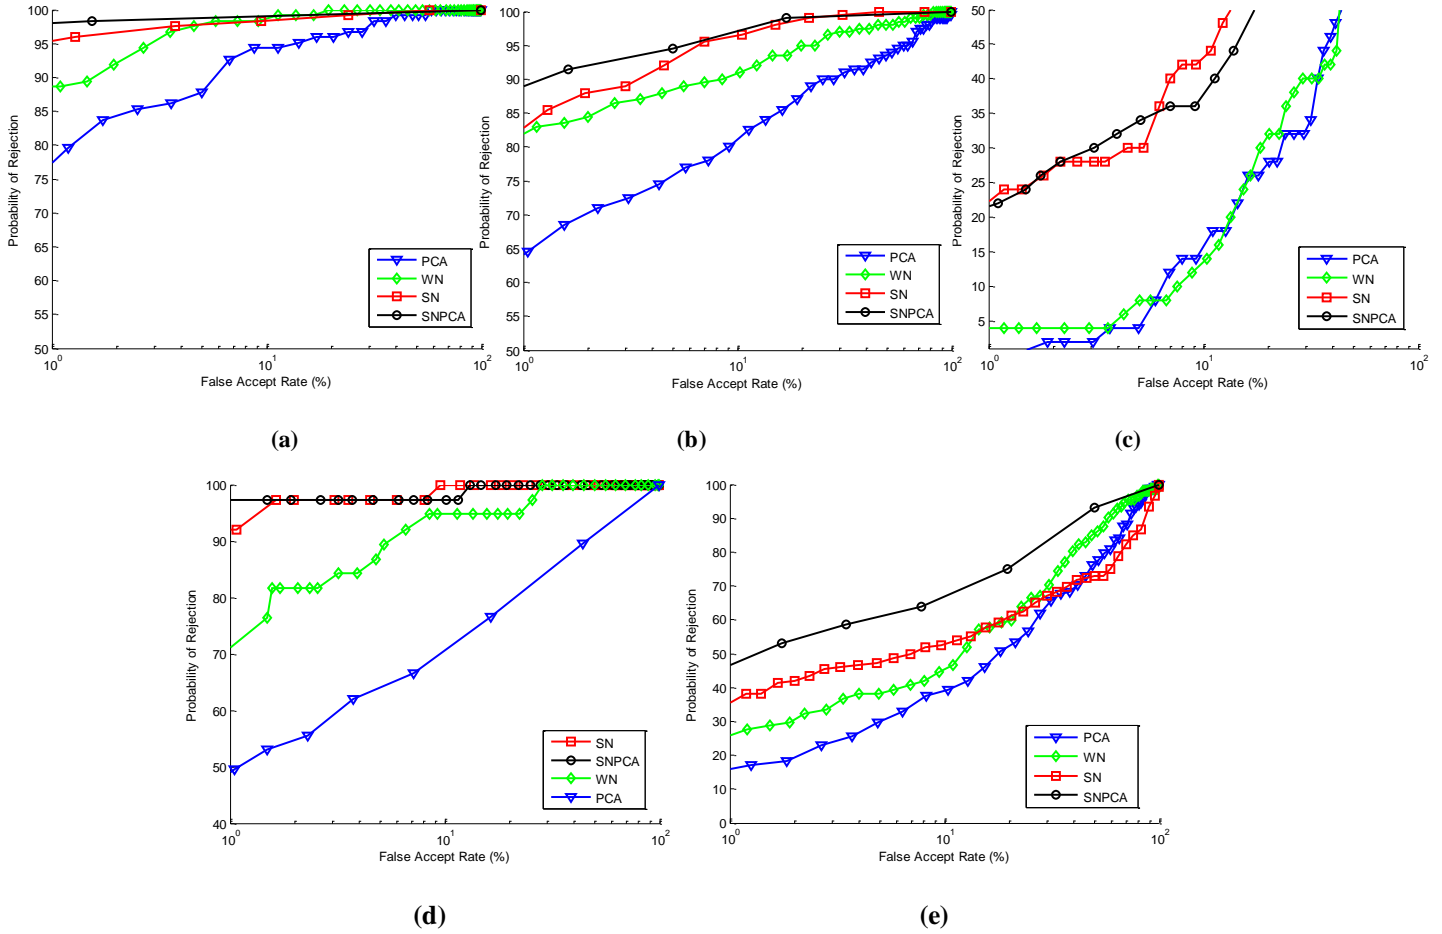 100
95
90
85
80
75
70
65
60
55
50
Probability of Rejection
10^0
10^1
10^2
False Accept Rate (%)
PCA
WN
SN
SNPCA
(a)
100
95
90
85
80
75
70
65
60
55
50
Probability of Rejection
10^0
10^1
10^2
False Accept Rate (%)
PCA
WN
SN
SNPCA
(b)
50
45
40
35
30
25
20
15
10
5
Probability of Rejection
10^0
10^1
10^2
False Accept Rate (%)
PCA
WN
SN
SNPCA
(c)
100
90
80
70
60
50
40
Probability of Rejection
10^0
10^1
10^2
False Accept Rate (%)
SN
SNPCA
WN
PCA
(d)
100
90
80
70
60
50
40
30
20
10
0
Probability of Rejection
10^0
10^1
10^2
False Accept Rate (%)
PCA
WN
SN
SNPCA
(e)